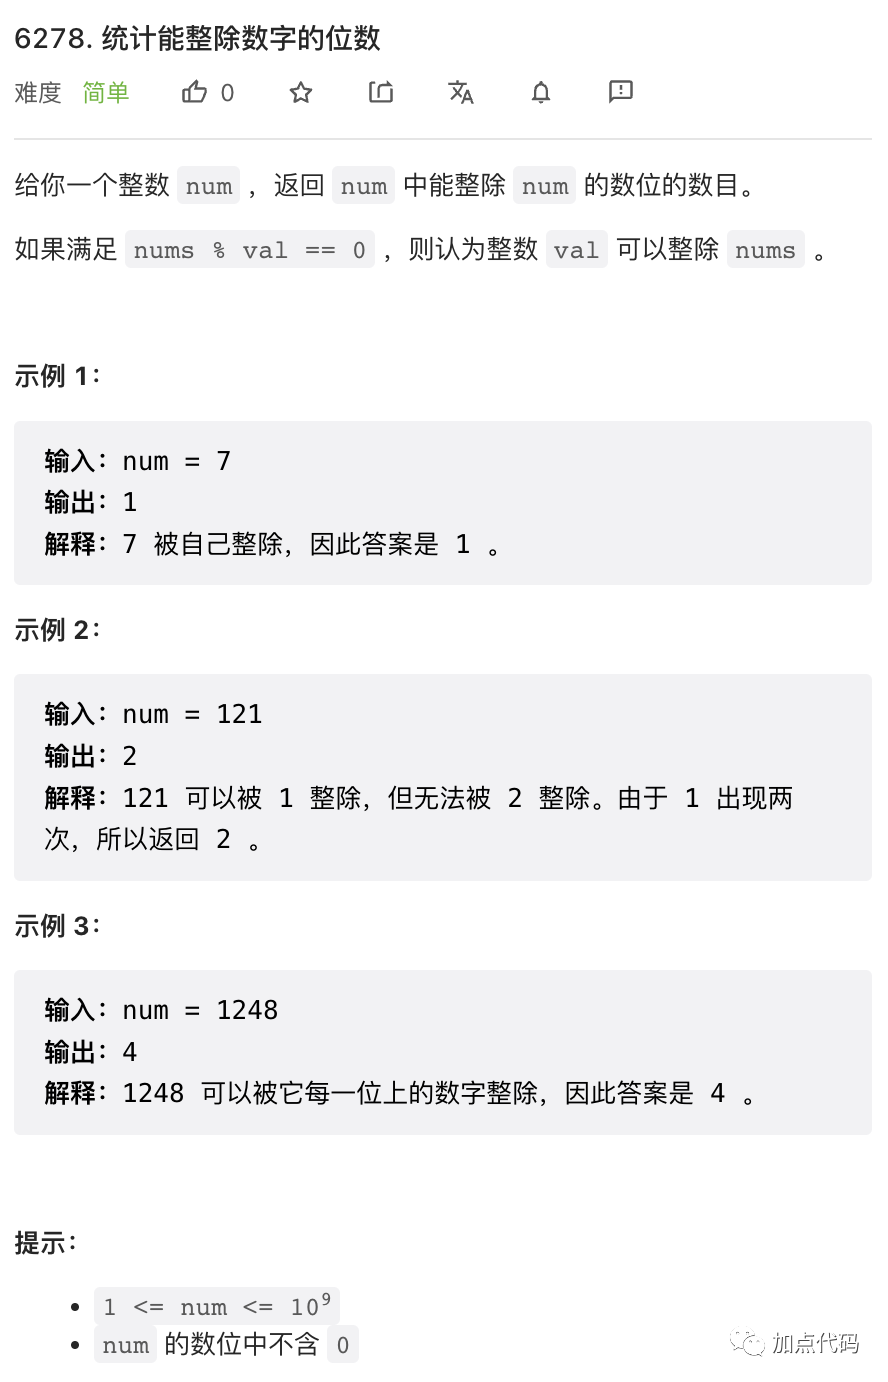 6278. 统计能整除数字的位数
难度 简单 0
给你一个整数 num ，返回 num 中能整除 num 的数位的数目。
如果满足 nums % val == 0 ，则认为整数 val 可以整除 nums 。
示例 1：
输入：num = 7
输出：1
解释：7 被自己整除，因此答案是 1 。
示例 2：
输入：num = 121
输出：2
解释：121 可以被 1 整除，但无法被 2 整除。由于 1 出现两
次，所以返回 2 。
示例 3：
输入：num = 1248
输出：4
解释：1248 可以被它每一位上的数字整除，因此答案是 4 。
提示：
• 1 <= num <= 10⁹
• num 的数位中不含 0
加点代码